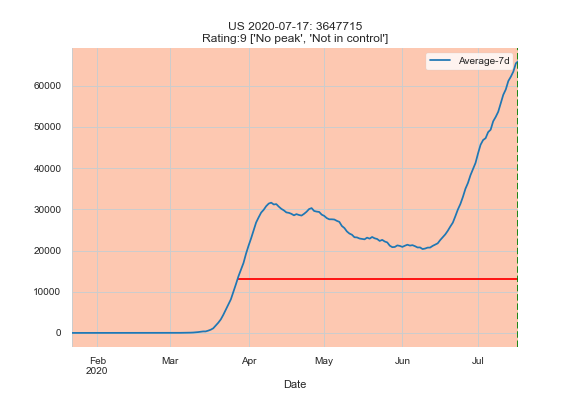 US 2020-07-17: 3647715
Rating:9 ['No peak', 'Not in control']
Average-7d
60000
50000
40000
30000
20000
10000
0
Feb Mar Apr May Jun Jul
2020
Date